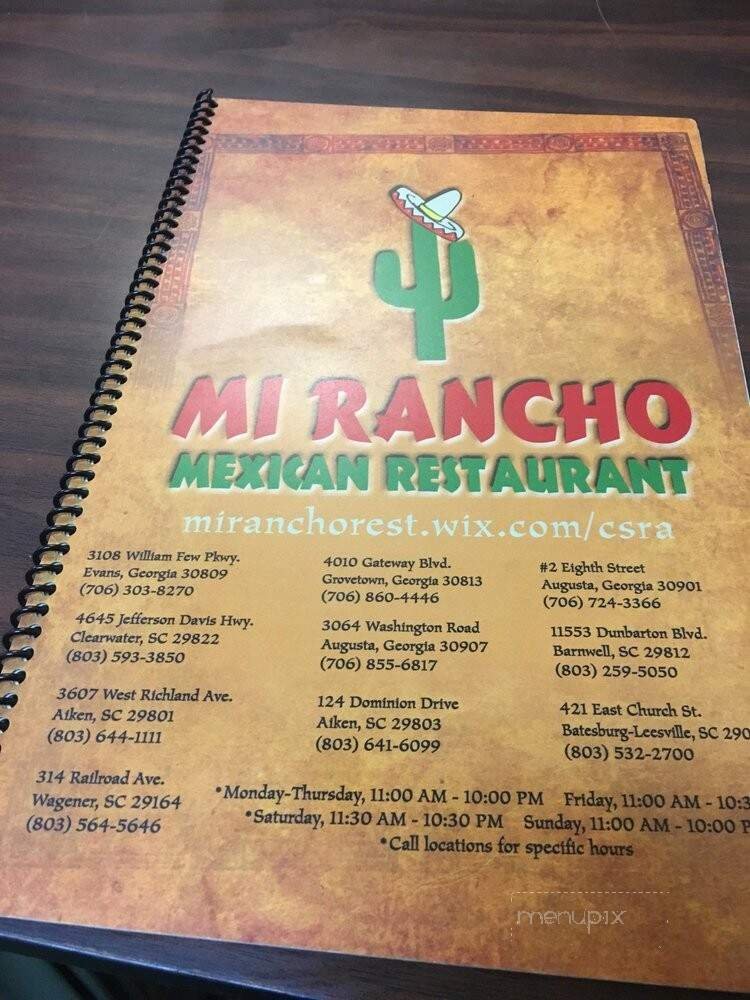 MI RANCHO
MEXICAN RESTAURANT
miranchorest.wix.com/csra
3108 William Few Pkwy.
Evans, Georgia 30809
(706) 303-8270
4010 Gateway Blvd.
Grovetown, Georgia 30813
(706) 860-4446
#2 Eighth Street
Augusta, Georgia 30901
(706) 724-3366
4645 Jefferson Davis Hwy.
Clearwater, SC 29822
(803) 593-3850
3064 Washington Road
Augusta, Georgia 30907
(706) 855-6817
11553 Dunbarton Blvd.
Barnwell, SC 29812
(803) 259-5050
3607 West Richland Ave.
Aiken, SC 29801
(803) 644-1111
124 Dominion Drive
Aiken, SC 29803
(803) 641-6099
421 East Church St.
Batesburg-Leesville, SC
(803) 532-2700
314 Railroad Ave.
Wagener, SC 29164
(803) 564-5646
*Monday-Thursday, 11:00 AM - 10:00 PM Friday, 11:00 AM -
*Saturday, 11:30 AM - 10:30 PM Sunday, 11:00 AM - 10:00
*Call locations for specific hours
menupix